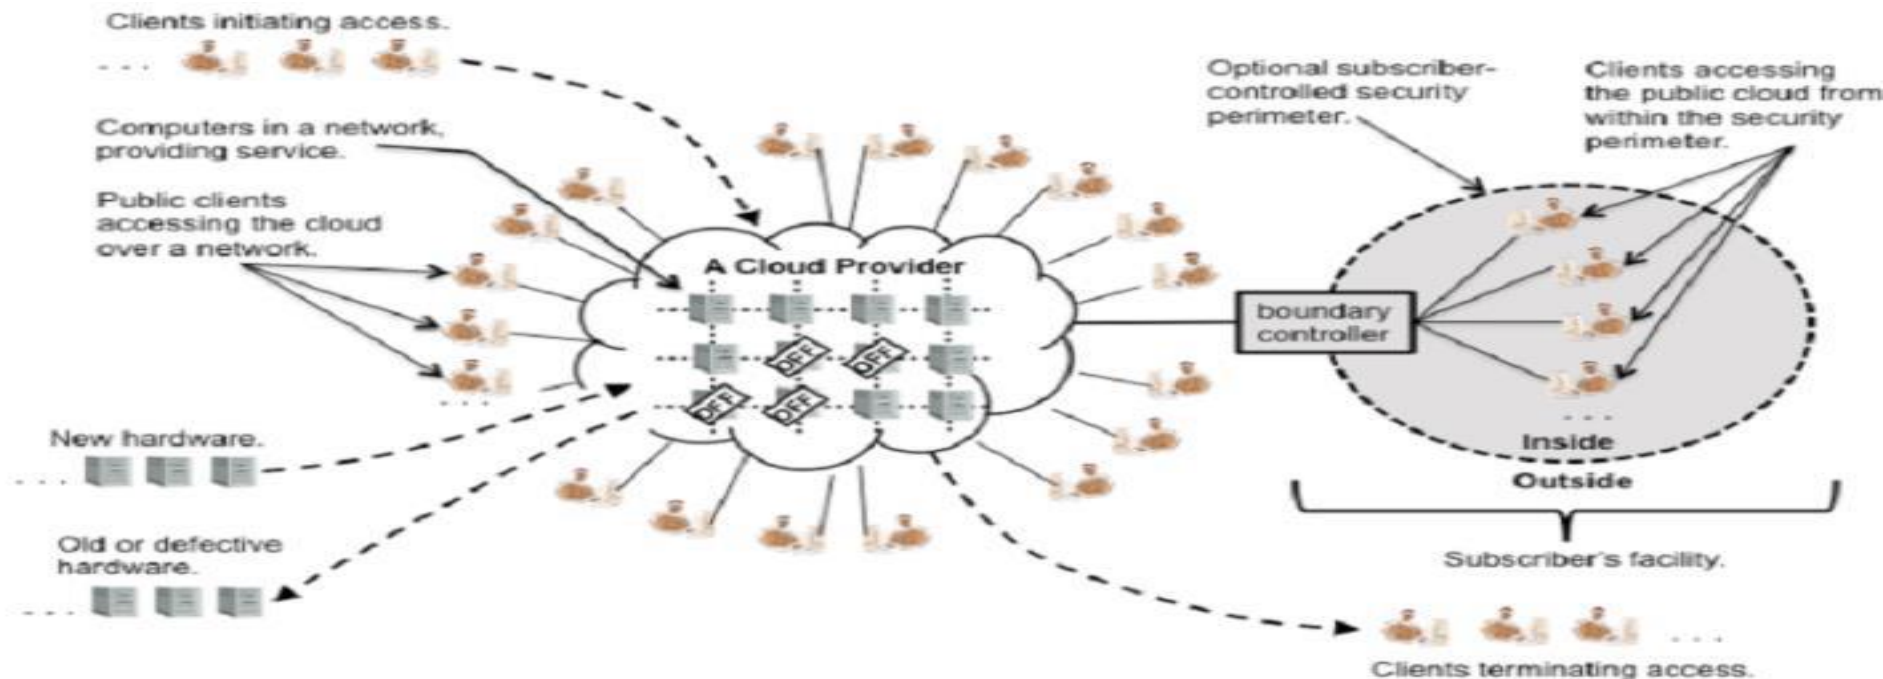 Clients initiating access.
. . .
Computers in a network,
providing service.
Public clients
accessing the cloud
over a network.
. . .
New hardware.
. . .
Old or defective
hardware.
. . .
A Cloud Provider
OFF
OFF
OFF
OFF
Optional subscriber-
controlled security
perimeter.
Clients accessing
the public cloud from
within the security
perimeter.
boundary
controller
. . .
Inside
Outside
Subscriber's facility.
. . .
Clients terminating access.